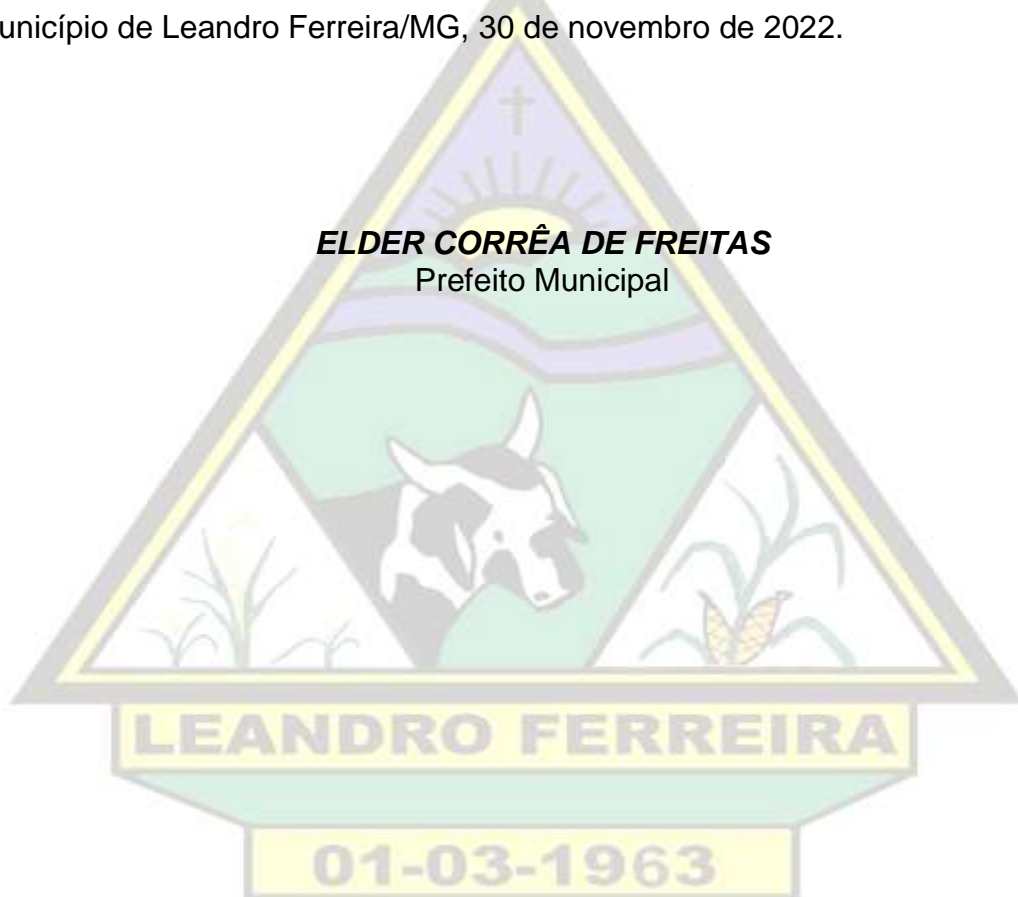 unicípio de Leandro Ferreira/MG, 30 de novembro de 2022.
ELDER CORRÊA DE FREITAS
Prefeito Municipal
LEANDRO FERREIRA
01-03-1963